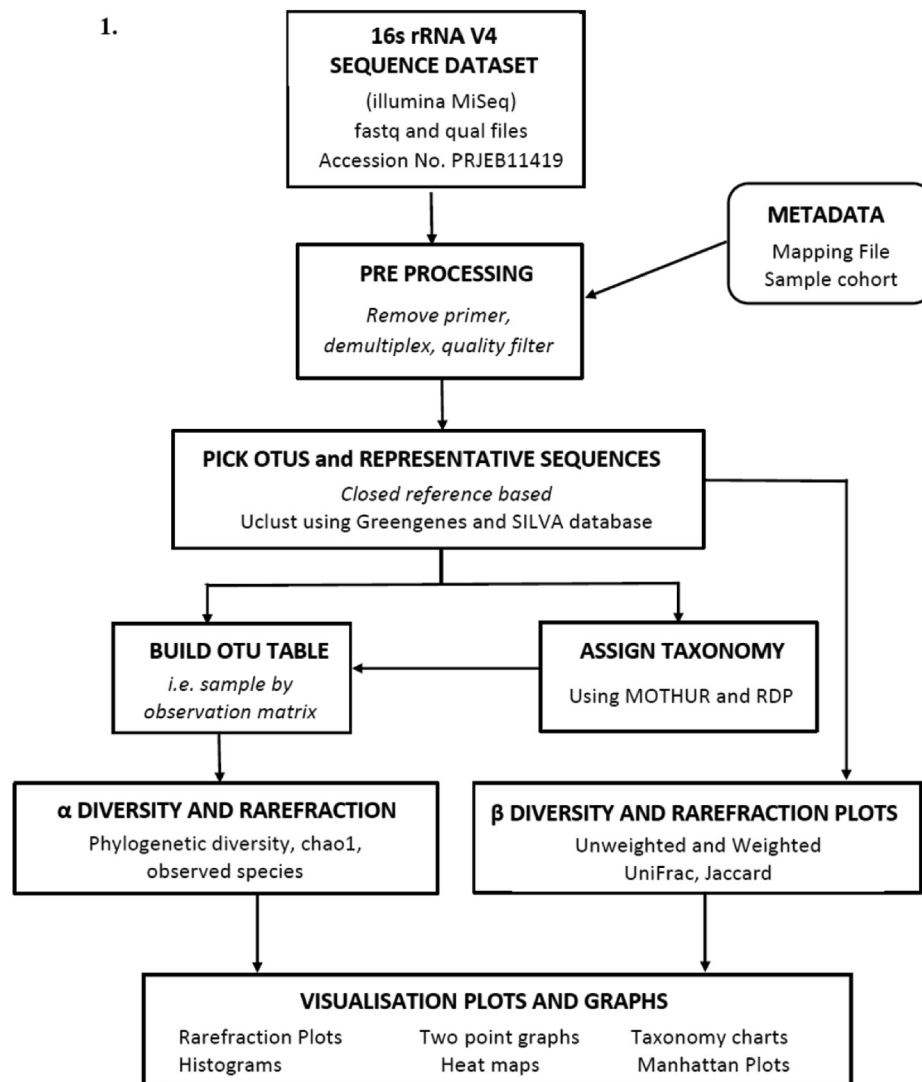 1.
16s rRNA V4
SEQUENCE DATASET
(illumina MiSeq)
fastq and qual files
Accession No. PRJEB11419
METADATA
Mapping File
Sample cohort
PRE PROCESSING
Remove primer,
demultiplex, quality filter
PICK OTUS and REPRESENTATIVE SEQUENCES
Closed reference based
Uclust using Greengenes and SILVA database
BUILD OTU TABLE
i.e. sample by
observation matrix
ASSIGN TAXONOMY
Using MOTHUR and RDP
α DIVERSITY AND RAREFRACTION
Phylogenetic diversity, chao1,
observed species
β DIVERSITY AND RAREFRACTION PLOTS
Unweighted and Weighted
UniFrac, Jaccard
VISUALISATION PLOTS AND GRAPHS
Rarefraction Plots Two point graphs Taxonomy charts
Histograms Heat maps Manhattan Plots